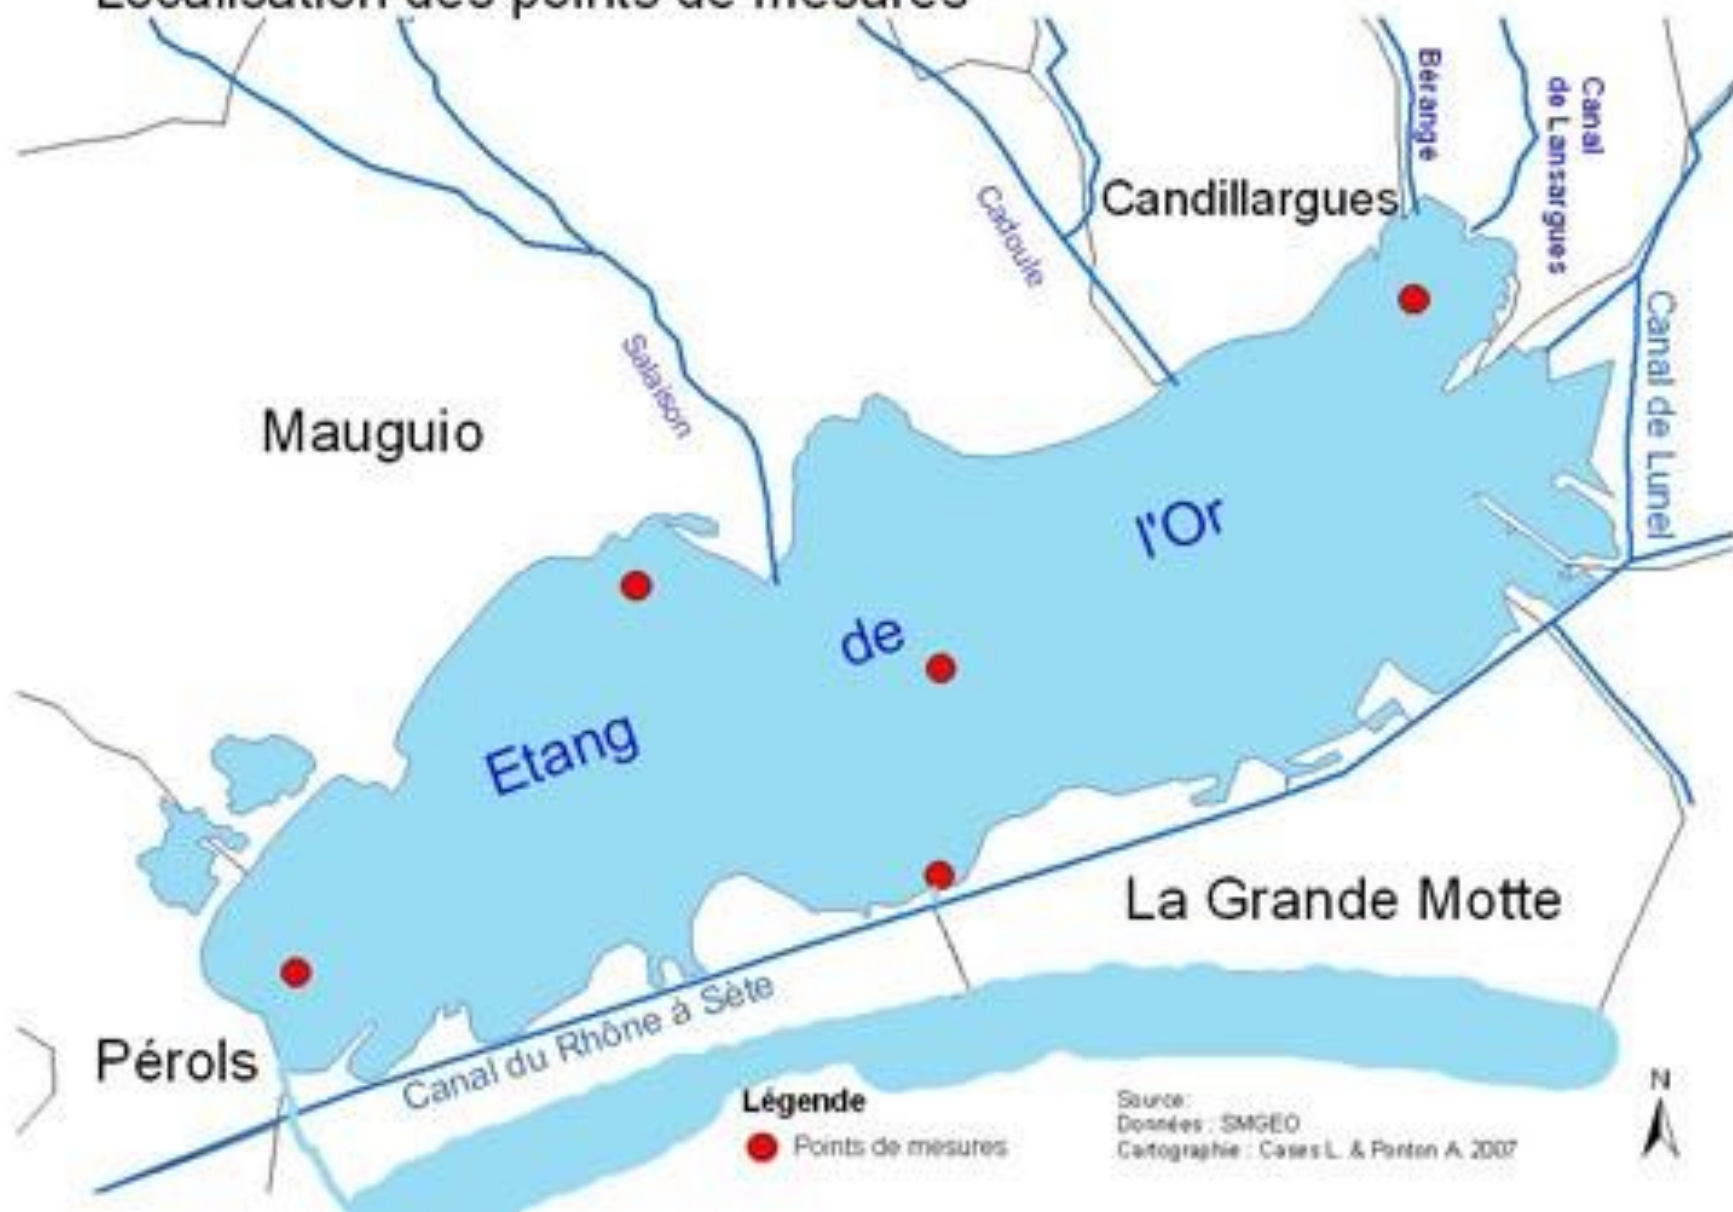 Localisation des points de mesures
Bérange
Canal
de Lansargues
Candillargues
Cadoule
Salaison
Canal de Lunel
Mauguio
Etang
de
l'Or
La Grande Motte
Canal du Rhône à Sète
Pérols
Légende
Points de mesures
Source:
Données : SMGEO
Cartographie : Cases L. & Ponton A. 2007
N